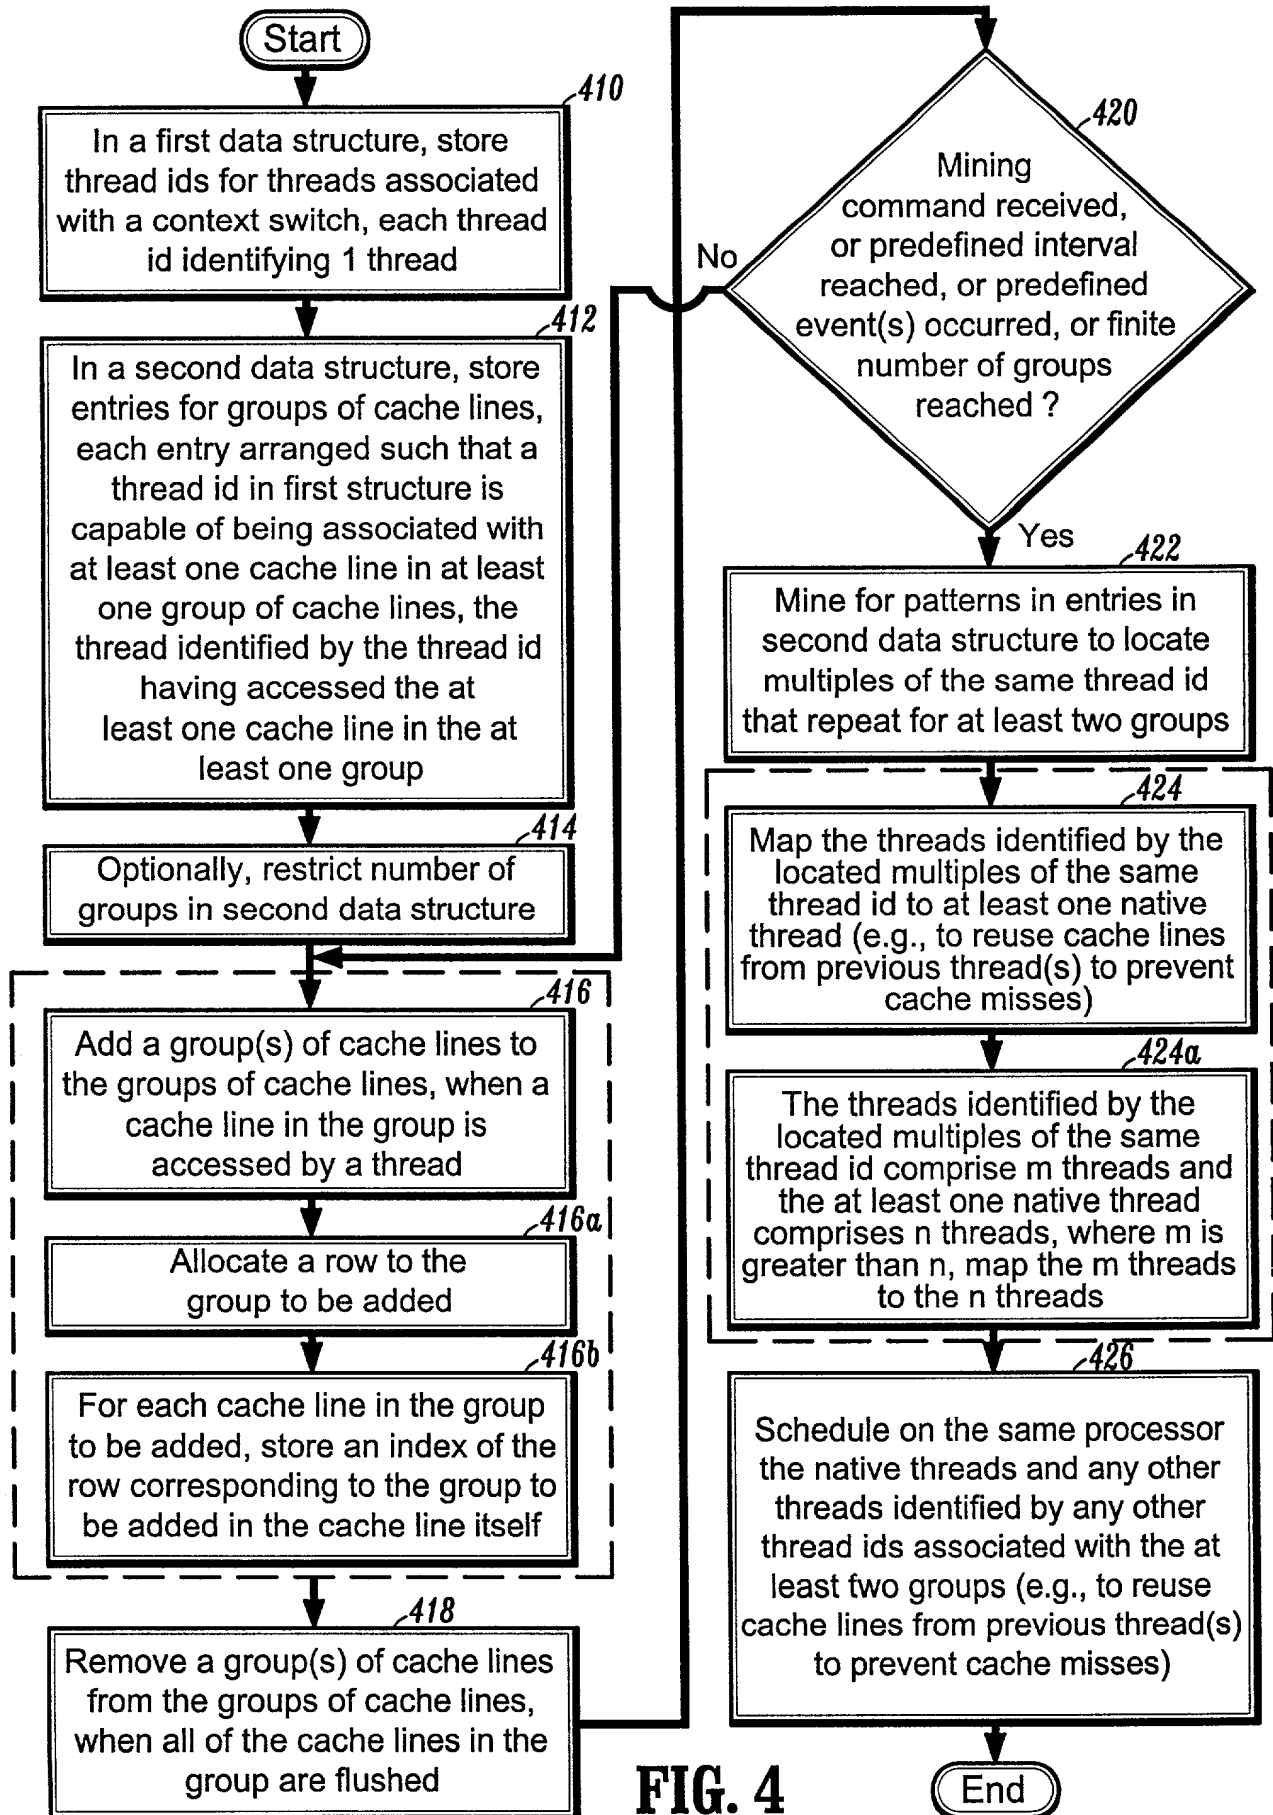 Start
410
In a first data structure, store
thread ids for threads associated
with a context switch, each thread
id identifying 1 thread
412
In a second data structure, store
entries for groups of cache lines,
each entry arranged such that a
thread id in first structure is
capable of being associated with
at least one cache line in at least
one group of cache lines, the
thread identified by the thread id
having accessed the at
least one cache line in the at
least one group
414
Optionally, restrict number of
groups in second data structure
416
Add a group(s) of cache lines to
the groups of cache lines, when a
cache line in the group is
accessed by a thread
416a
Allocate a row to the
group to be added
416b
For each cache line in the group
to be added, store an index of the
row corresponding to the group to
be added in the cache line itself
418
Remove a group(s) of cache lines
from the groups of cache lines,
when all of the cache lines in the
group are flushed
420
Mining
command received,
or predefined interval
reached, or predefined
event(s) occurred, or finite
number of groups
reached ?
No
Yes
422
Mine for patterns in entries in
second data structure to locate
multiples of the same thread id
that repeat for at least two groups
424
Map the threads identified by the
located multiples of the same
thread id to at least one native
thread (e.g., to reuse cache lines
from previous thread(s) to prevent
cache misses)
424a
The threads identified by the
located multiples of the same
thread id comprise m threads and
the at least one native thread
comprises n threads, where m is
greater than n, map the m threads
to the n threads
426
Schedule on the same processor
the native threads and any other
threads identified by any other
thread ids associated with the at
least two groups (e.g., to reuse
cache lines from previous thread(s)
to prevent cache misses)
End
FIG. 4